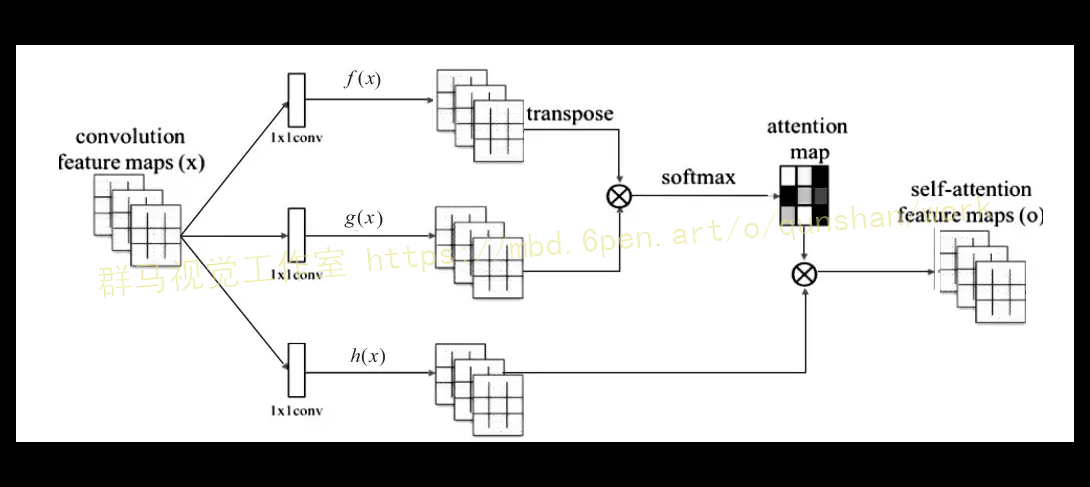 f(x)
1x1conv
transpose
convolution
feature maps (x)
attention
map
softmax
self-attention
feature maps (o)
g(x)
1x1conv
群马视觉工作室 https://mbd.6pen.art/o/qunshan/work
h(x)
1x1conv